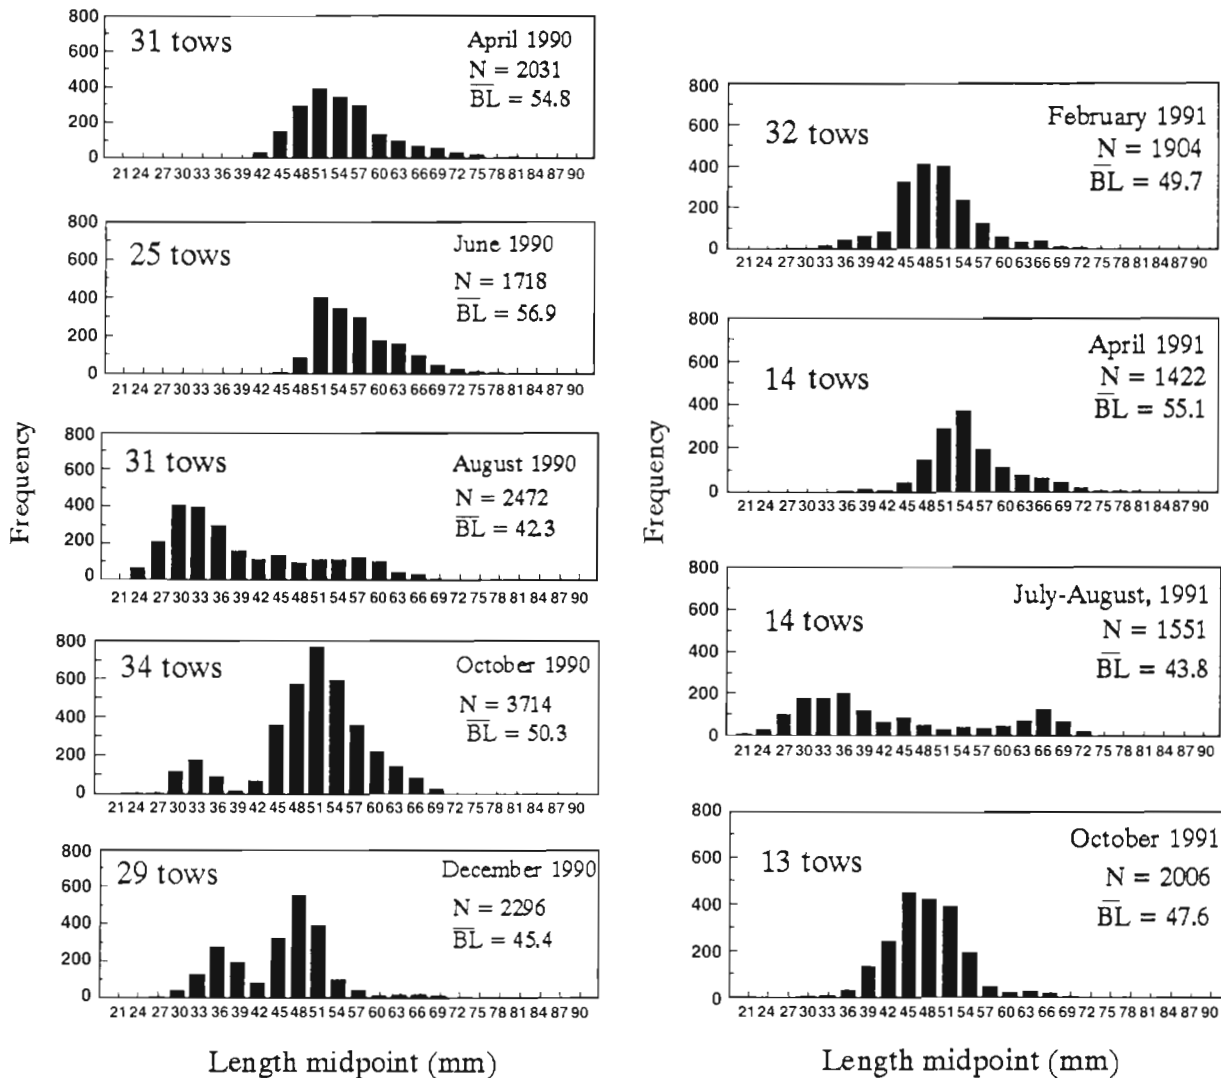 800
31 tows
April 1990
600
N = 2031
400
BL = 54.8
200
0
21 24 27 30 33 36 39 42 45 48 51 54 57 60 63 66 69 72 75 78 81 84 87 90
800
25 tows
June 1990
600
N = 1718
400
BL = 56.9
200
0
21 24 27 30 33 36 39 42 45 48 51 54 57 60 63 66 69 72 75 78 81 84 87 90
Frequency
800
31 tows
August 1990
600
N = 2472
400
BL = 42.3
200
0
21 24 27 30 33 36 39 42 45 48 51 54 57 60 63 66 69 72 75 78 81 84 87 90
800
34 tows
October 1990
600
N = 3714
400
BL = 50.3
200
0
21 24 27 30 33 36 39 42 45 48 51 54 57 60 63 66 69 72 75 78 81 84 87 90
800
29 tows
December 1990
600
N = 2296
400
BL = 45.4
200
0
21 24 27 30 33 36 39 42 45 48 51 54 57 60 63 66 69 72 75 78 81 84 87 90
Length midpoint (mm)
800
32 tows
February 1991
600
N = 1904
400
BL = 49.7
200
0
21 24 27 30 33 36 39 42 45 48 51 54 57 60 63 66 69 72 75 78 81 84 87 90
800
14 tows
April 1991
600
N = 1422
400
BL = 55.1
200
0
21 24 27 30 33 36 39 42 45 48 51 54 57 60 63 66 69 72 75 78 81 84 87 90
Frequency
800
14 tows
July-August, 1991
600
N = 1551
400
BL = 43.8
200
0
21 24 27 30 33 36 39 42 45 48 51 54 57 60 63 66 69 72 75 78 81 84 87 90
800
13 tows
October 1991
600
N = 2006
400
BL = 47.6
200
0
21 24 27 30 33 36 39 42 45 48 51 54 57 60 63 66 69 72 75 78 81 84 87 90
Length midpoint (mm)